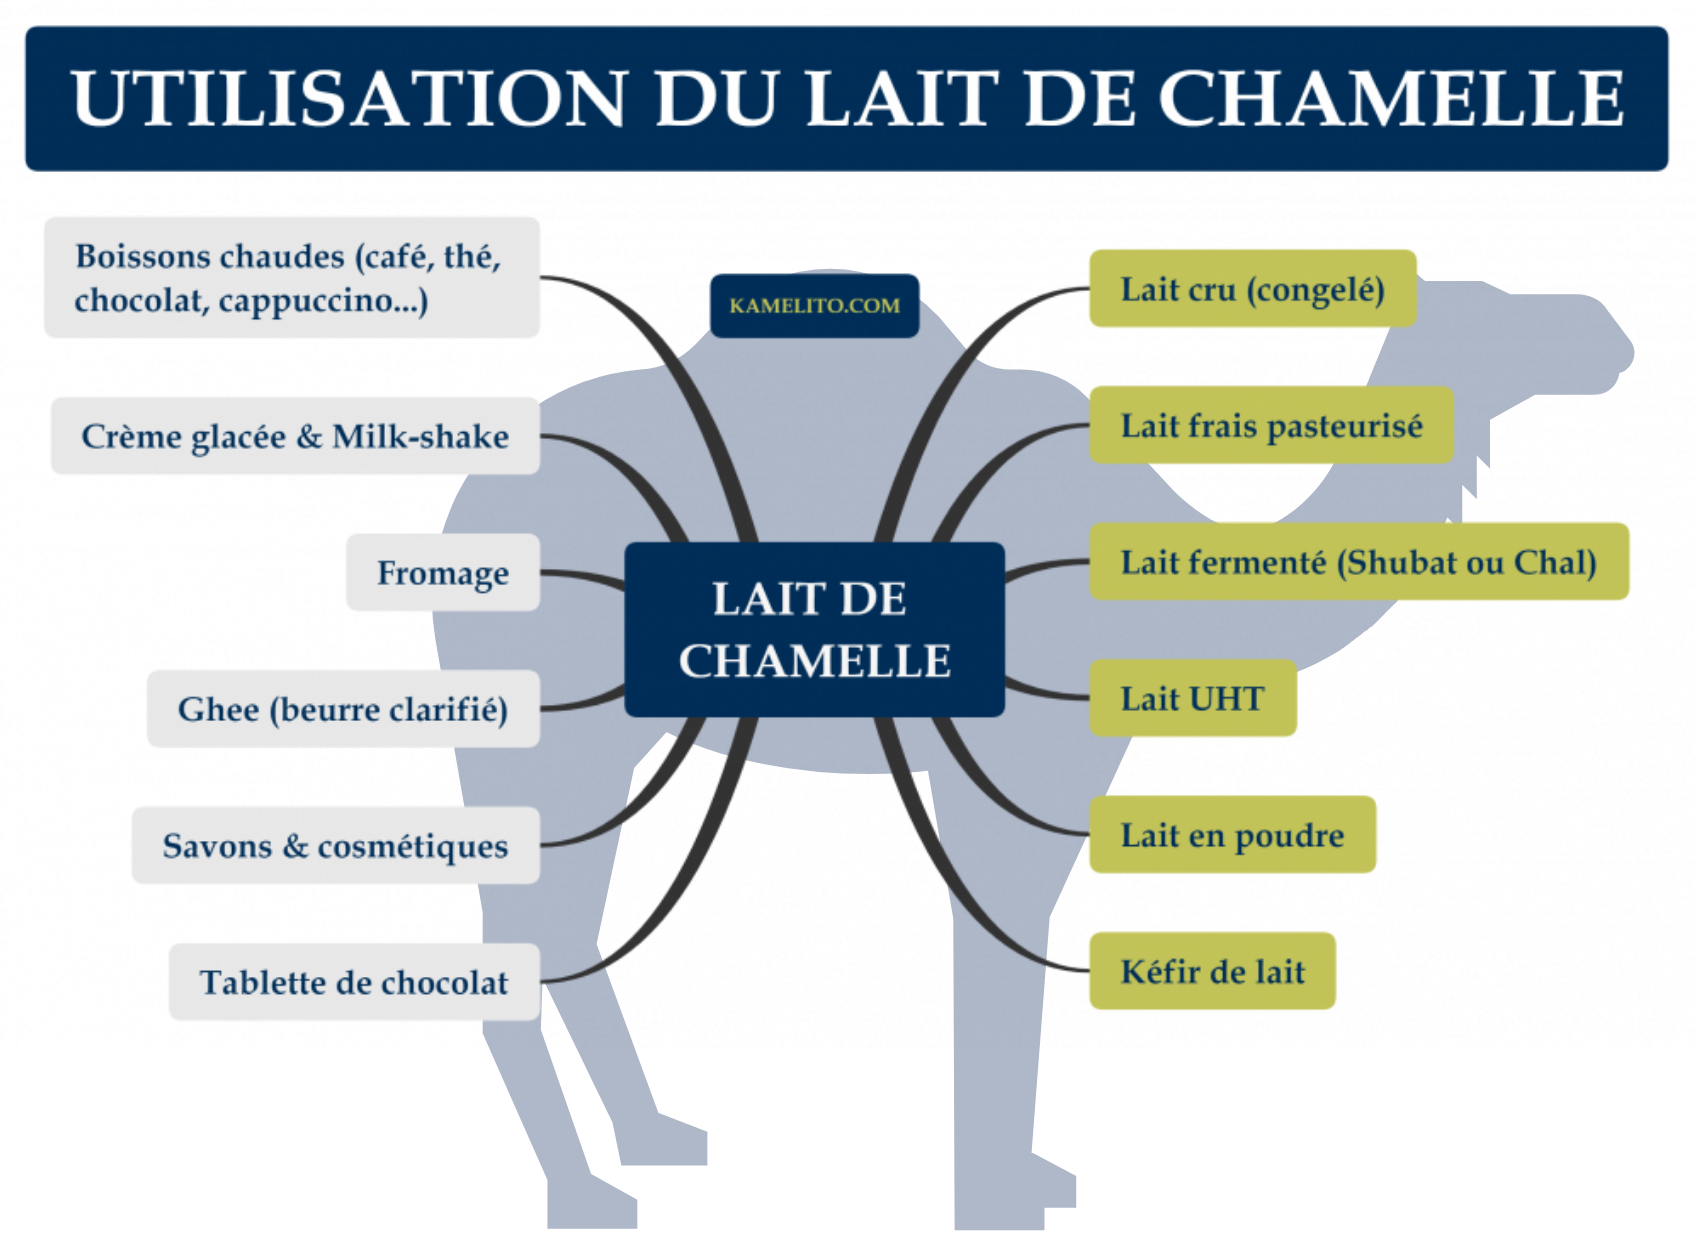 UTILISATION DU LAIT DE CHAMELLE
Boissons chaudes (café, thé,
chocolat, cappuccino...)
Crème glacée & Milk-shake
Fromage
Ghee (beurre clarifié)
Savons & cosmétiques
Tablette de chocolat
KAMELITO.COM
LAIT DE
CHAMELLE
Lait cru (congelé)
Lait frais pasteurisé
Lait fermenté (Shubat ou Chal)
Lait UHT
Lait en poudre
Kéfir de lait